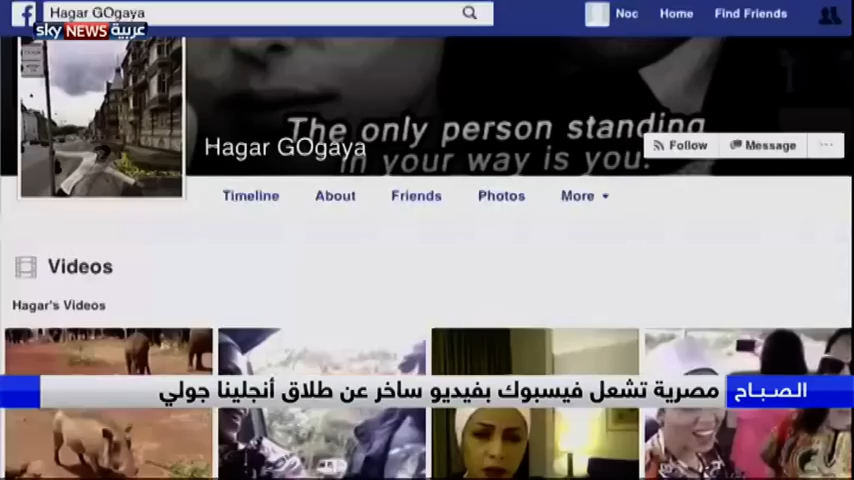 Hagar GOgaya
Noc Home Find Friends
sky NEWS عربية
The only person standing
in your way is you.
Hagar GOgaya
Follow Message ...
Timeline About Friends Photos More
Videos
Hagar's Videos
الصباح
مصرية تشعل فيسبوك بفيديو ساخر عن طلاق أنجلينا جولي